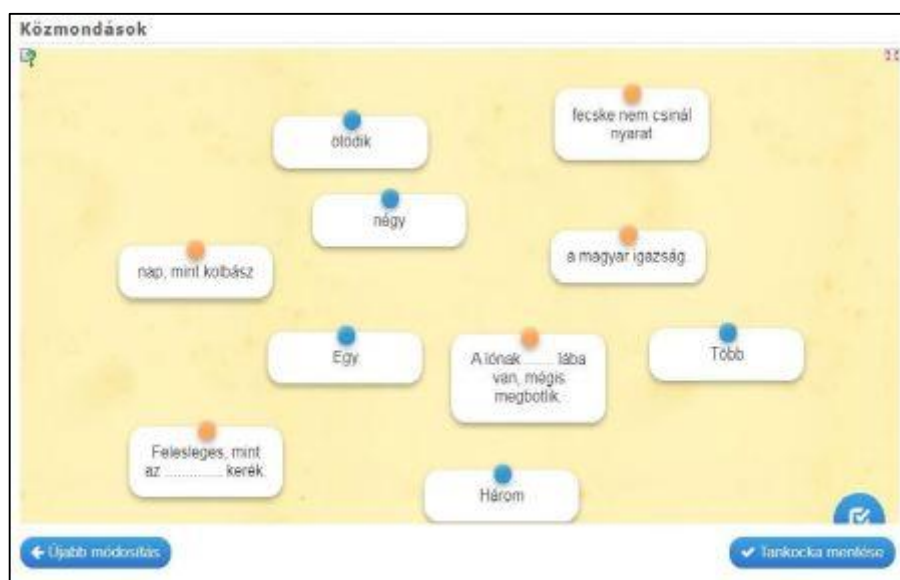 Közmondások
fecske nem csinál
nyarat
ötödik
négy
a magyar igazság
nap, mint kolbász
Egy
A lónak ....... lába
van, mégis
megbotlik.
Több
Felesleges, mint
az ............... kerék.
Három
Újabb módosítás
Tankocka mentése